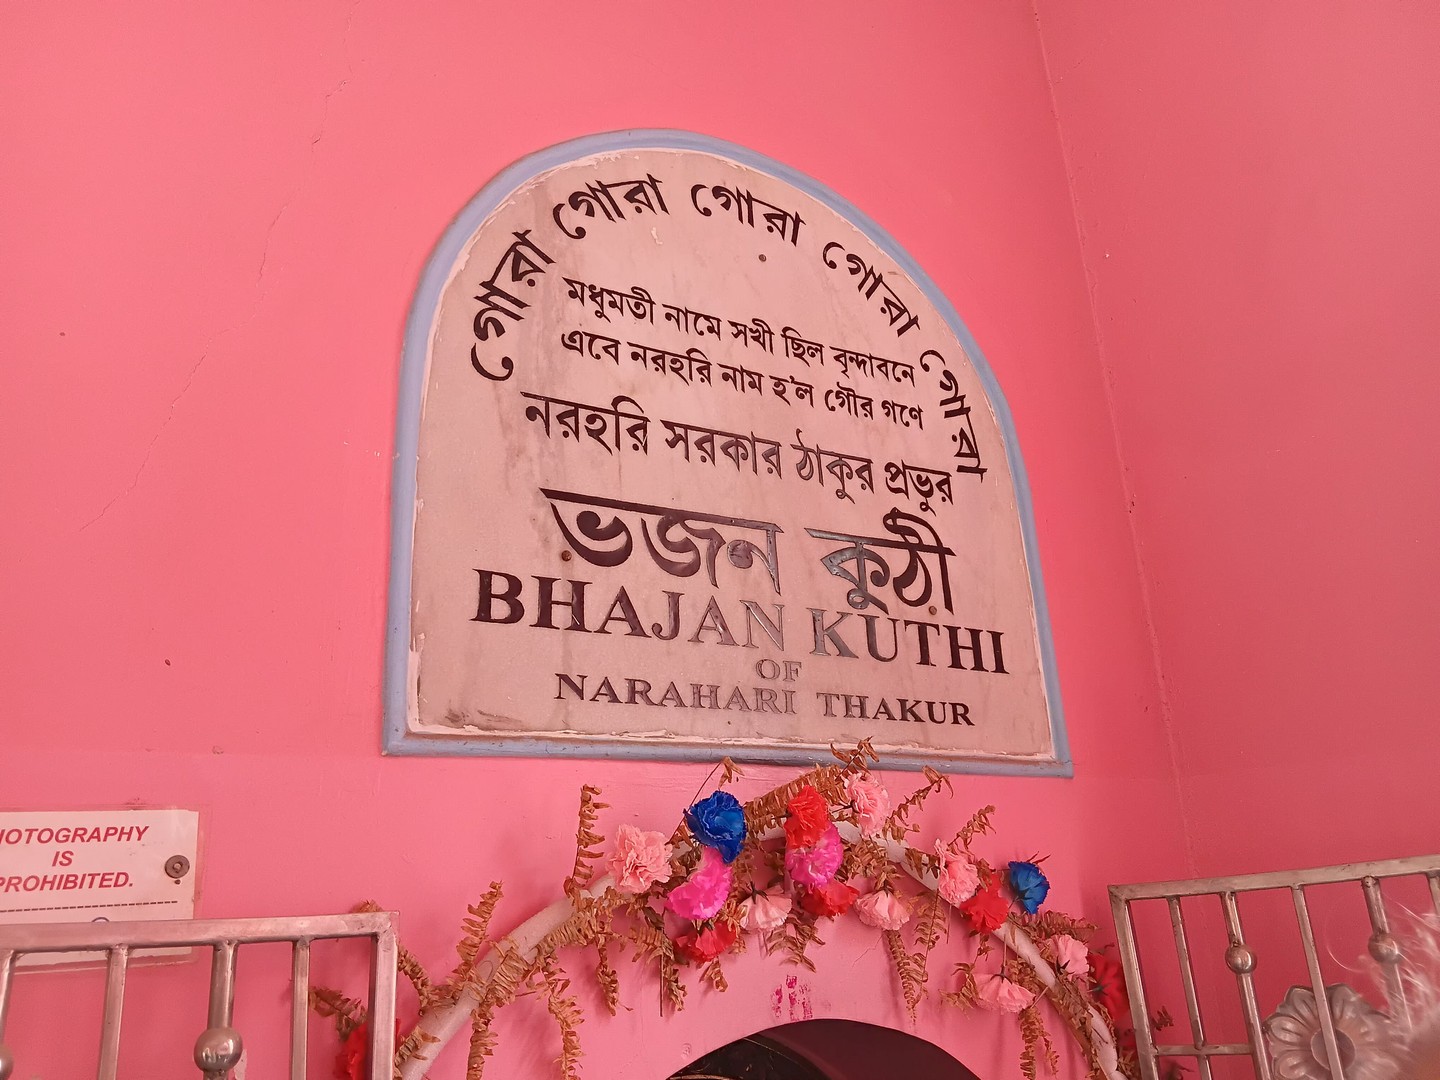 গোরা গোরা গোরা গোরা গোরা
মধুমতী নামে সখী ছিল বৃন্দাবনে
এবে নরহরি নাম হ'ল গৌর গণে
নরহরি সরকার ঠাকুর প্রভুর
ভজন কুঠী
BHAJAN KUTHI
OF
NARAHARI THAKUR
HOTOGRAPHY
IS
PROHIBITED.